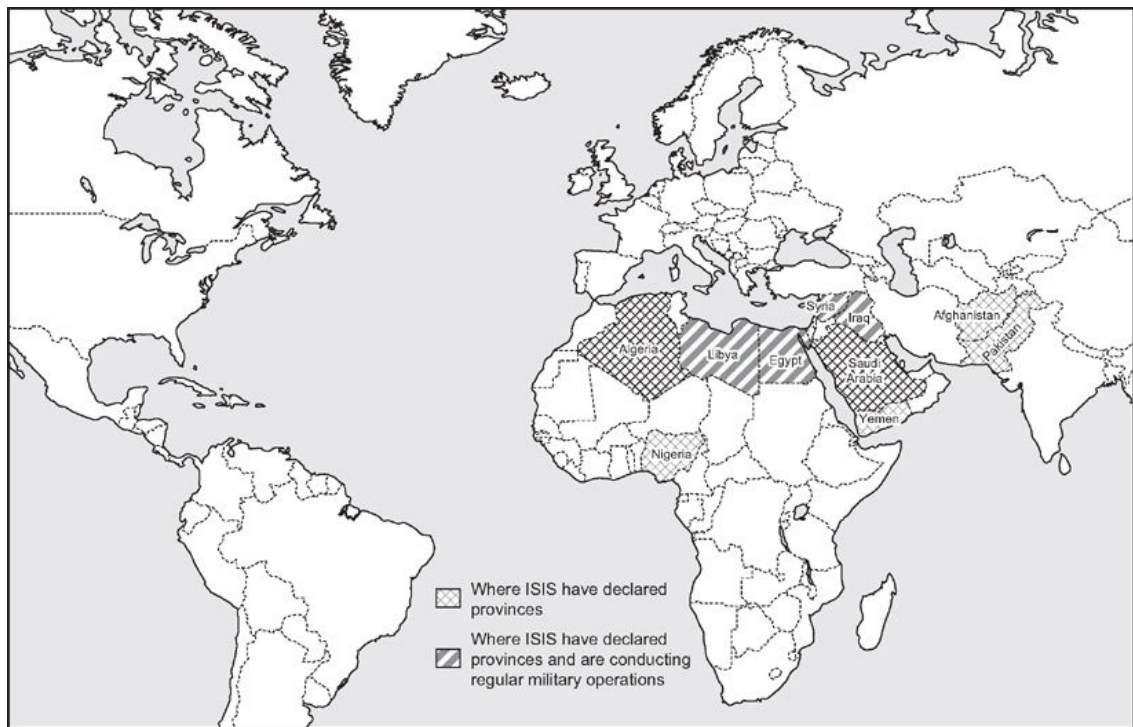 Syria
Iraq
Afghanistan
Pakistan
Algeria
Libya
Egypt
Saudi
Arabia
Yemen
Nigeria
Where ISIS have declared
provinces
Where ISIS have declared
provinces and are conducting
regular military operations